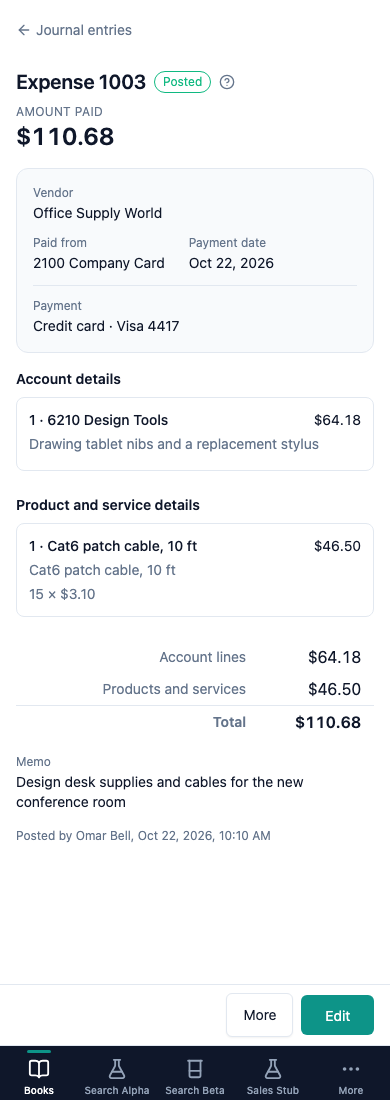 ← Journal entries
Expense 1003 Posted
AMOUNT PAID
$110.68
Vendor
Office Supply World
Paid from Payment date
2100 Company Card Oct 22, 2026
Payment
Credit card · Visa 4417
Account details
1 · 6210 Design Tools $64.18
Drawing tablet nibs and a replacement stylus
Product and service details
1 · Cat6 patch cable, 10 ft $46.50
Cat6 patch cable, 10 ft
15 × $3.10
Account lines $64.18
Products and services $46.50
Total $110.68
Memo
Design desk supplies and cables for the new
conference room
Posted by Omar Bell, Oct 22, 2026, 10:10 AM
More Edit
Books Search Alpha Search Beta Sales Stub More